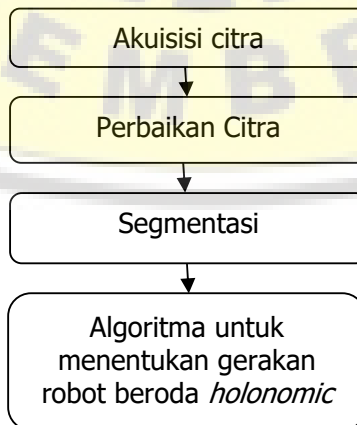 Akuisisi citra
Perbaikan Citra
Segmentasi
Algoritma untuk
menentukan gerakan
robot beroda holonomic